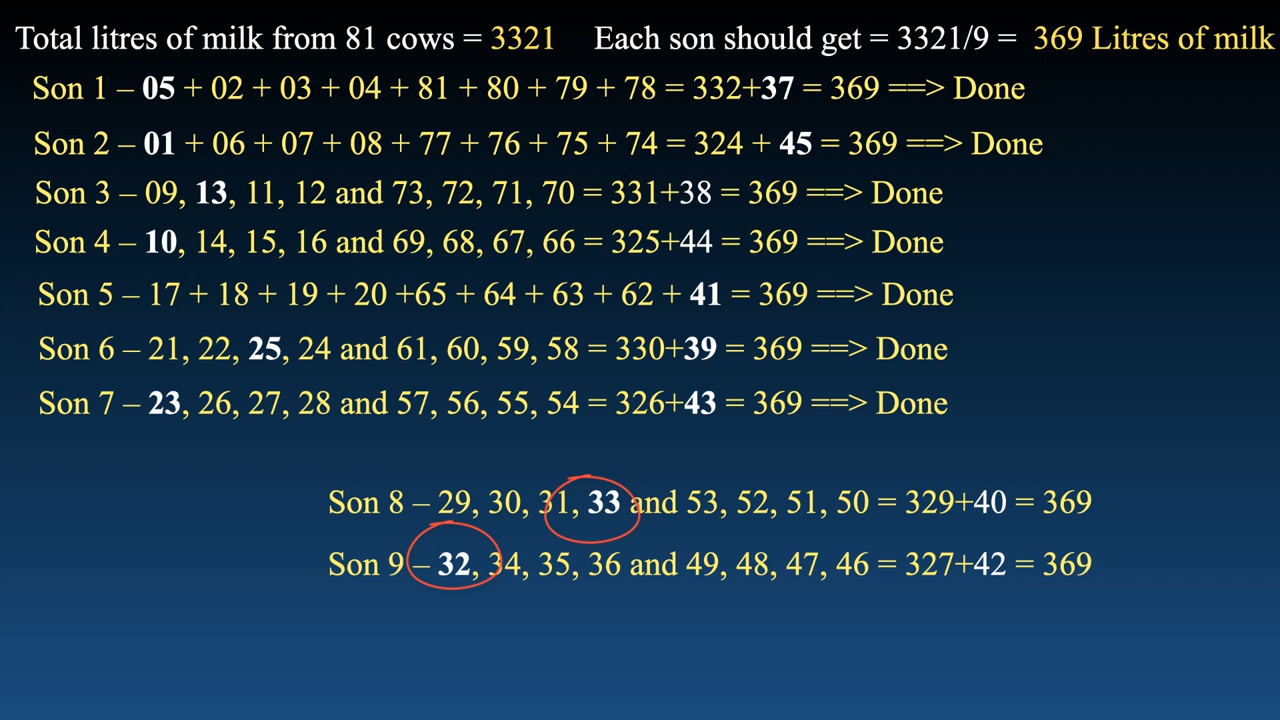 Total litres of milk from 81 cows = 3321 Each son should get = 3321/9 = 369 Litres of milk
Son 1 – 05 + 02 + 03 + 04 + 81 + 80 + 79 + 78 = 332+37 = 369 ==> Done
Son 2 – 01 + 06 + 07 + 08 + 77 + 76 + 75 + 74 = 324 + 45 = 369 ==> Done
Son 3 – 09, 13, 11, 12 and 73, 72, 71, 70 = 331+38 = 369 ==> Done
Son 4 – 10, 14, 15, 16 and 69, 68, 67, 66 = 325+44 = 369 ==> Done
Son 5 – 17 + 18 + 19 + 20 +65 + 64 + 63 + 62 + 41 = 369 ==> Done
Son 6 – 21, 22, 25, 24 and 61, 60, 59, 58 = 330+39 = 369 ==> Done
Son 7 – 23, 26, 27, 28 and 57, 56, 55, 54 = 326+43 = 369 ==> Done
Son 8 – 29, 30, 31, 33 and 53, 52, 51, 50 = 329+40 = 369
Son 9 – 32, 34, 35, 36 and 49, 48, 47, 46 = 327+42 = 369